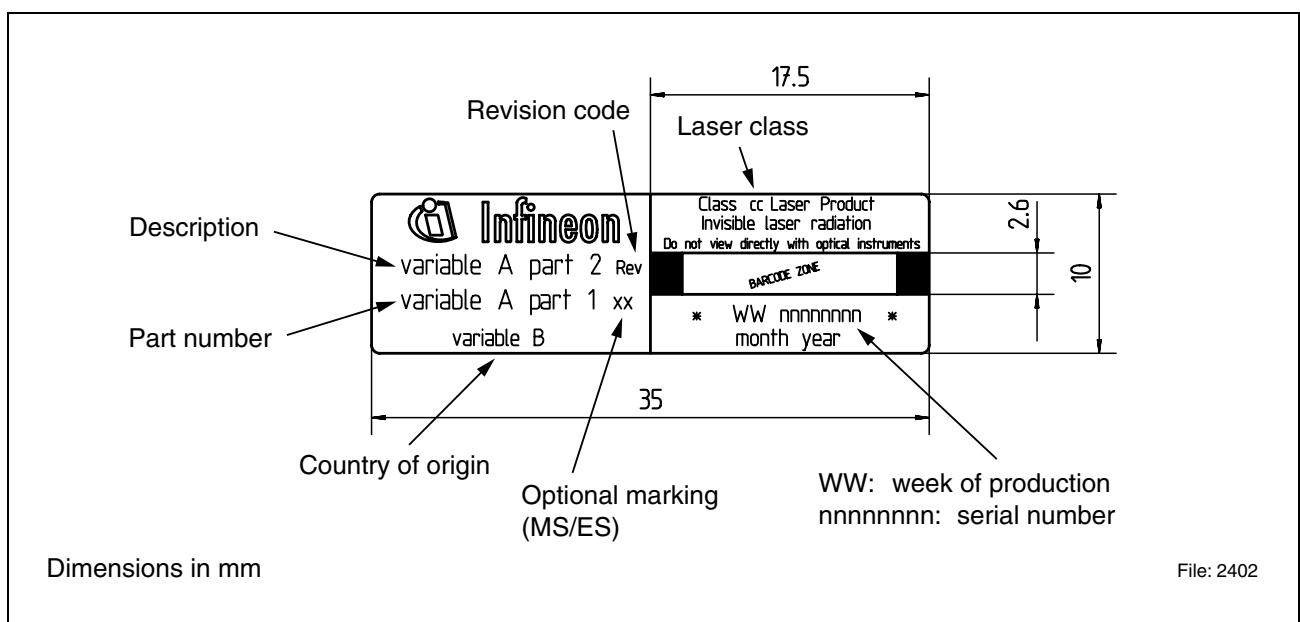 17.5
Revision code
Laser class
Infineon
Class cc Laser Product
Invisible laser radiation
Do not view directly with optical instruments
2.6
10
Description
variable A part 2 Rev
BARCODE ZONE
variable A part 1 xx
* WW nnnnnnnn *
Part number
variable B
month year
35
Country of origin
Optional marking
(MS/ES)
WW: week of production
nnnnnnnn: serial number
Dimensions in mm
File: 2402